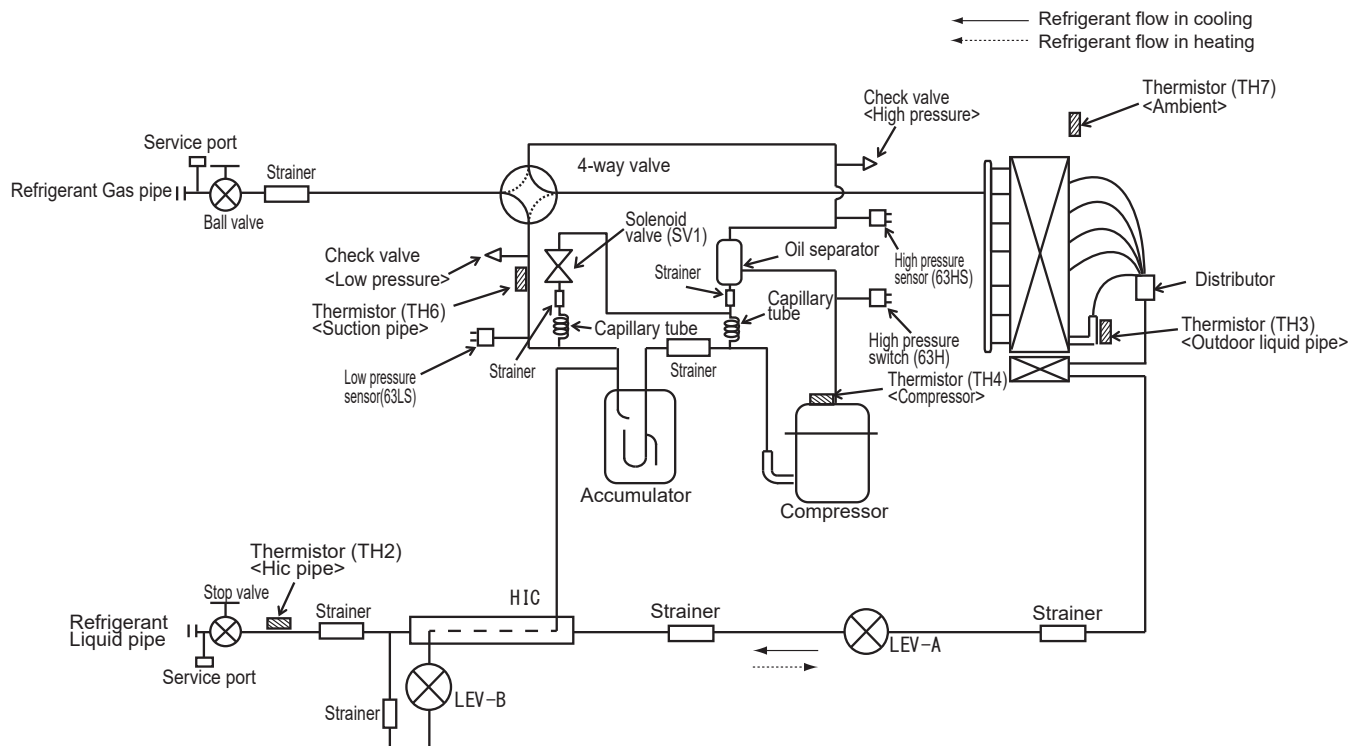 Refrigerant flow in cooling
Refrigerant flow in heating
Thermistor (TH7)
<Ambient>
Check valve
<High pressure>
Service port
Strainer
4-way valve
Refrigerant Gas pipe
Ball valve
Solenoid
valve (SV1)
Oil separator
Check valve
<Low pressure>
High pressure
sensor (63HS)
Strainer
Distributor
Thermistor (TH6)
<Suction pipe>
Capillary tube
Capillary
tube
Thermistor (TH3)
<Outdoor liquid pipe>
High pressure
switch (63H)
Strainer
Strainer
Low pressure
sensor(63LS)
Thermistor (TH4)
<Compressor>
Accumulator
Compressor
Thermistor (TH2)
<Hic pipe>
Stop valve
Strainer
HIC
Strainer
Strainer
Refrigerant
Liquid pipe
LEV-A
Service port
LEV-B
Strainer